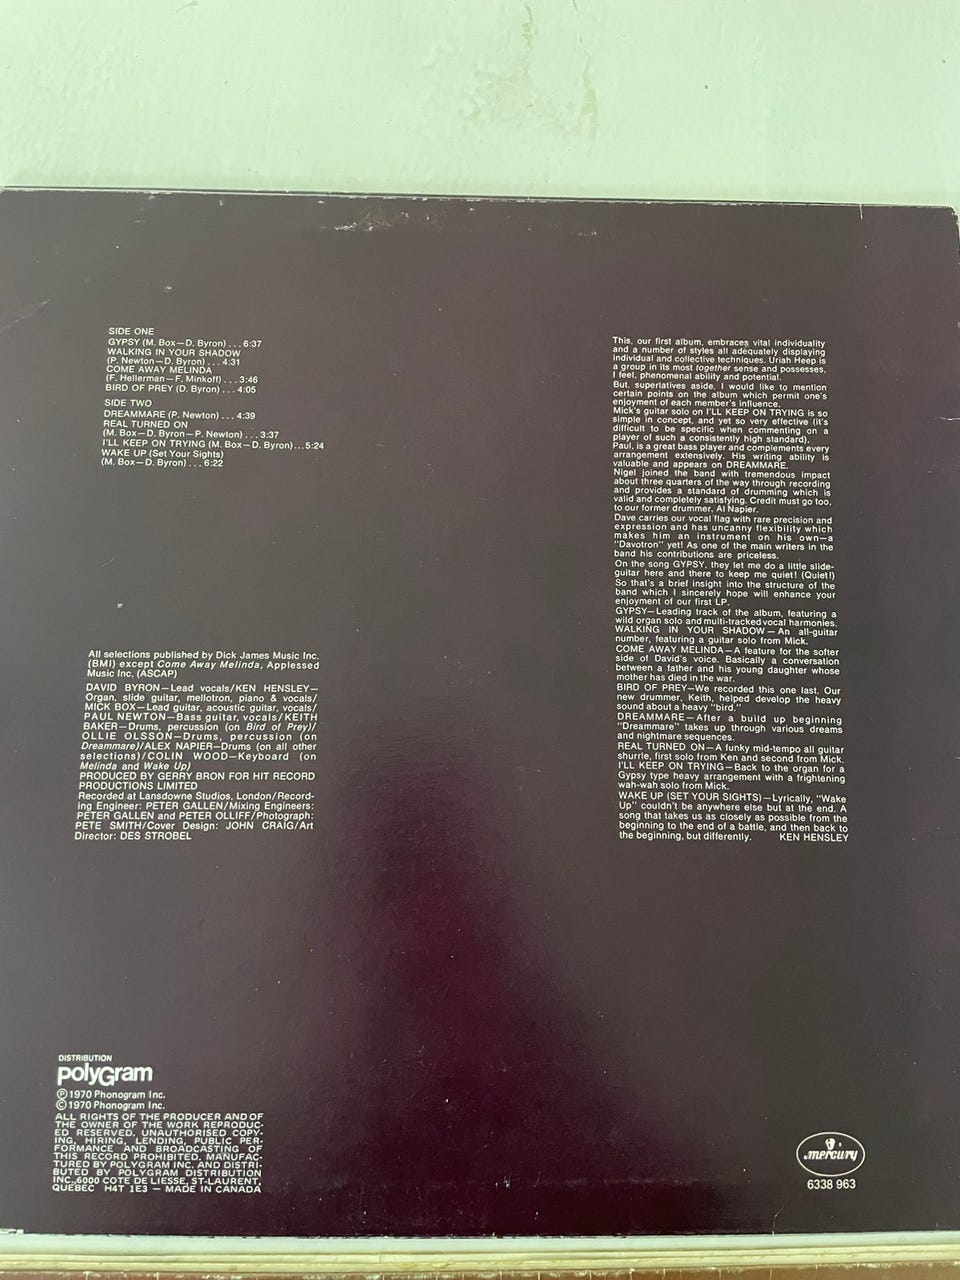 SIDE ONE
GYPSY (M. Box—D. Byron) . . . 6:37
WALKING IN YOUR SHADOW
(P. Newton—D. Byron) . . . 4:31
COME AWAY MELINDA
(F. Hellerman—F. Minkoff) . . . 3:46
BIRD OF PREY (D. Byron) . . . 4:05
SIDE TWO
DREAMMARE (P. Newton) . . . 4:39
REAL TURNED ON
(M. Box—D. Byron—P. Newton) . . . 3:37
I'LL KEEP ON TRYING (M. Box—D. Byron)...5:24
WAKE UP (Set Your Sights)
(M. Box—D. Byron) . . . 6:22
All selections published by Dick James Music Inc.
(BMI) except Come Away Melinda, Applessed
Music Inc. (ASCAP)
DAVID BYRON—Lead vocals/KEN HENSLEY—
Organ, slide guitar, mellotron, piano & vocals/
MICK BOX—Lead guitar, acoustic guitar, vocals/
PAUL NEWTON—Bass guitar, vocals/KEITH
BAKER—Drums, percussion (on Bird of Prey)/
OLLIE OLSSON—Drums, percussion (on
Dreammare)/ALEX NAPIER—Drums (on all other
selections)/COLIN WOOD—Keyboard (on
Melinda and Wake Up)
PRODUCED BY GERRY BRON FOR HIT RECORD
PRODUCTIONS LIMITED
Recorded at Lansdowne Studios, London/Record-
ing Engineer: PETER GALLEN/Mixing Engineers:
PETER GALLEN and PETER OLLIFF/Photograph:
PETE SMITH/Cover Design: JOHN CRAIG/Art
Director: DES STROBEL
This, our first album, embraces vital individuality
and a number of styles all adequately displaying
individual and collective techniques. Uriah Heep is
a group in its most together sense and possesses,
I feel, phenomenal ability and potential.
But, superlatives aside. I would like to mention
certain points on the album which permit one's
enjoyment of each member's influence.
Mick's guitar solo on I'LL KEEP ON TRYING is so
simple in concept, and yet so very effective (it's
difficult to be specific when commenting on a
player of such a consistently high standard).
Paul, is a great bass player and complements every
arrangement extensively. His writing ability is
valuable and appears on DREAMMARE.
Nigel joined the band with tremendous impact
about three quarters of the way through recording
and provides a standard of drumming which is
valid and completely satisfying. Credit must go too,
to our former drummer, Al Napier.
Dave carries our vocal flag with rare precision and
expression and has uncanny flexibility which
makes him an instrument on his own—a
"Davotron" yet! As one of the main writers in the
band his contributions are priceless.
On the song GYPSY, they let me do a little slide-
guitar here and there to keep me quiet! (Quiet!)
So that's a brief insight into the structure of the
band which I sincerely hope will enhance your
enjoyment of our first LP.
GYPSY—Leading track of the album, featuring a
wild organ solo and multi-tracked vocal harmonies.
WALKING IN YOUR SHADOW—An all-guitar
number, featuring a guitar solo from Mick.
COME AWAY MELINDA—A feature for the softer
side of David's voice. Basically a conversation
between a father and his young daughter whose
mother has died in the war.
BIRD OF PREY—We recorded this one last. Our
new drummer, Keith, helped develop the heavy
sound about a heavy "bird."
DREAMMARE—After a build up beginning
"Dreammare" takes up through various dreams
and nightmare sequences.
REAL TURNED ON—A funky mid-tempo all guitar
shurrle, first solo from Ken and second from Mick.
I'LL KEEP ON TRYING—Back to the organ for a
Gypsy type heavy arrangement with a frightening
wah-wah solo from Mick.
WAKE UP (SET YOUR SIGHTS)—Lyrically, "Wake
Up" couldn't be anywhere else but at the end. A
song that takes us as closely as possible from the
beginning to the end of a battle, and then back to
the beginning, but differently. KEN HENSLEY
DISTRIBUTION
polyGram
Ⓟ1970 Phonogram Inc.
©1970 Phonogram Inc.
ALL RIGHTS OF THE PRODUCER AND OF
THE OWNER OF THE WORK REPRODUC-
ED RESERVED. UNAUTHORISED COPY-
ING, HIRING, LENDING, PUBLIC PER-
FORMANCE AND BROADCASTING OF
THIS RECORD PROHIBITED. MANUFAC-
TURED BY POLYGRAM INC. AND DISTRI-
BUTED BY POLYGRAM DISTRIBUTION
INC.,6000 COTE DE LIESSE, ST-LAURENT,
QUEBEC H4T 1E3 — MADE IN CANADA
mercury
6338 963